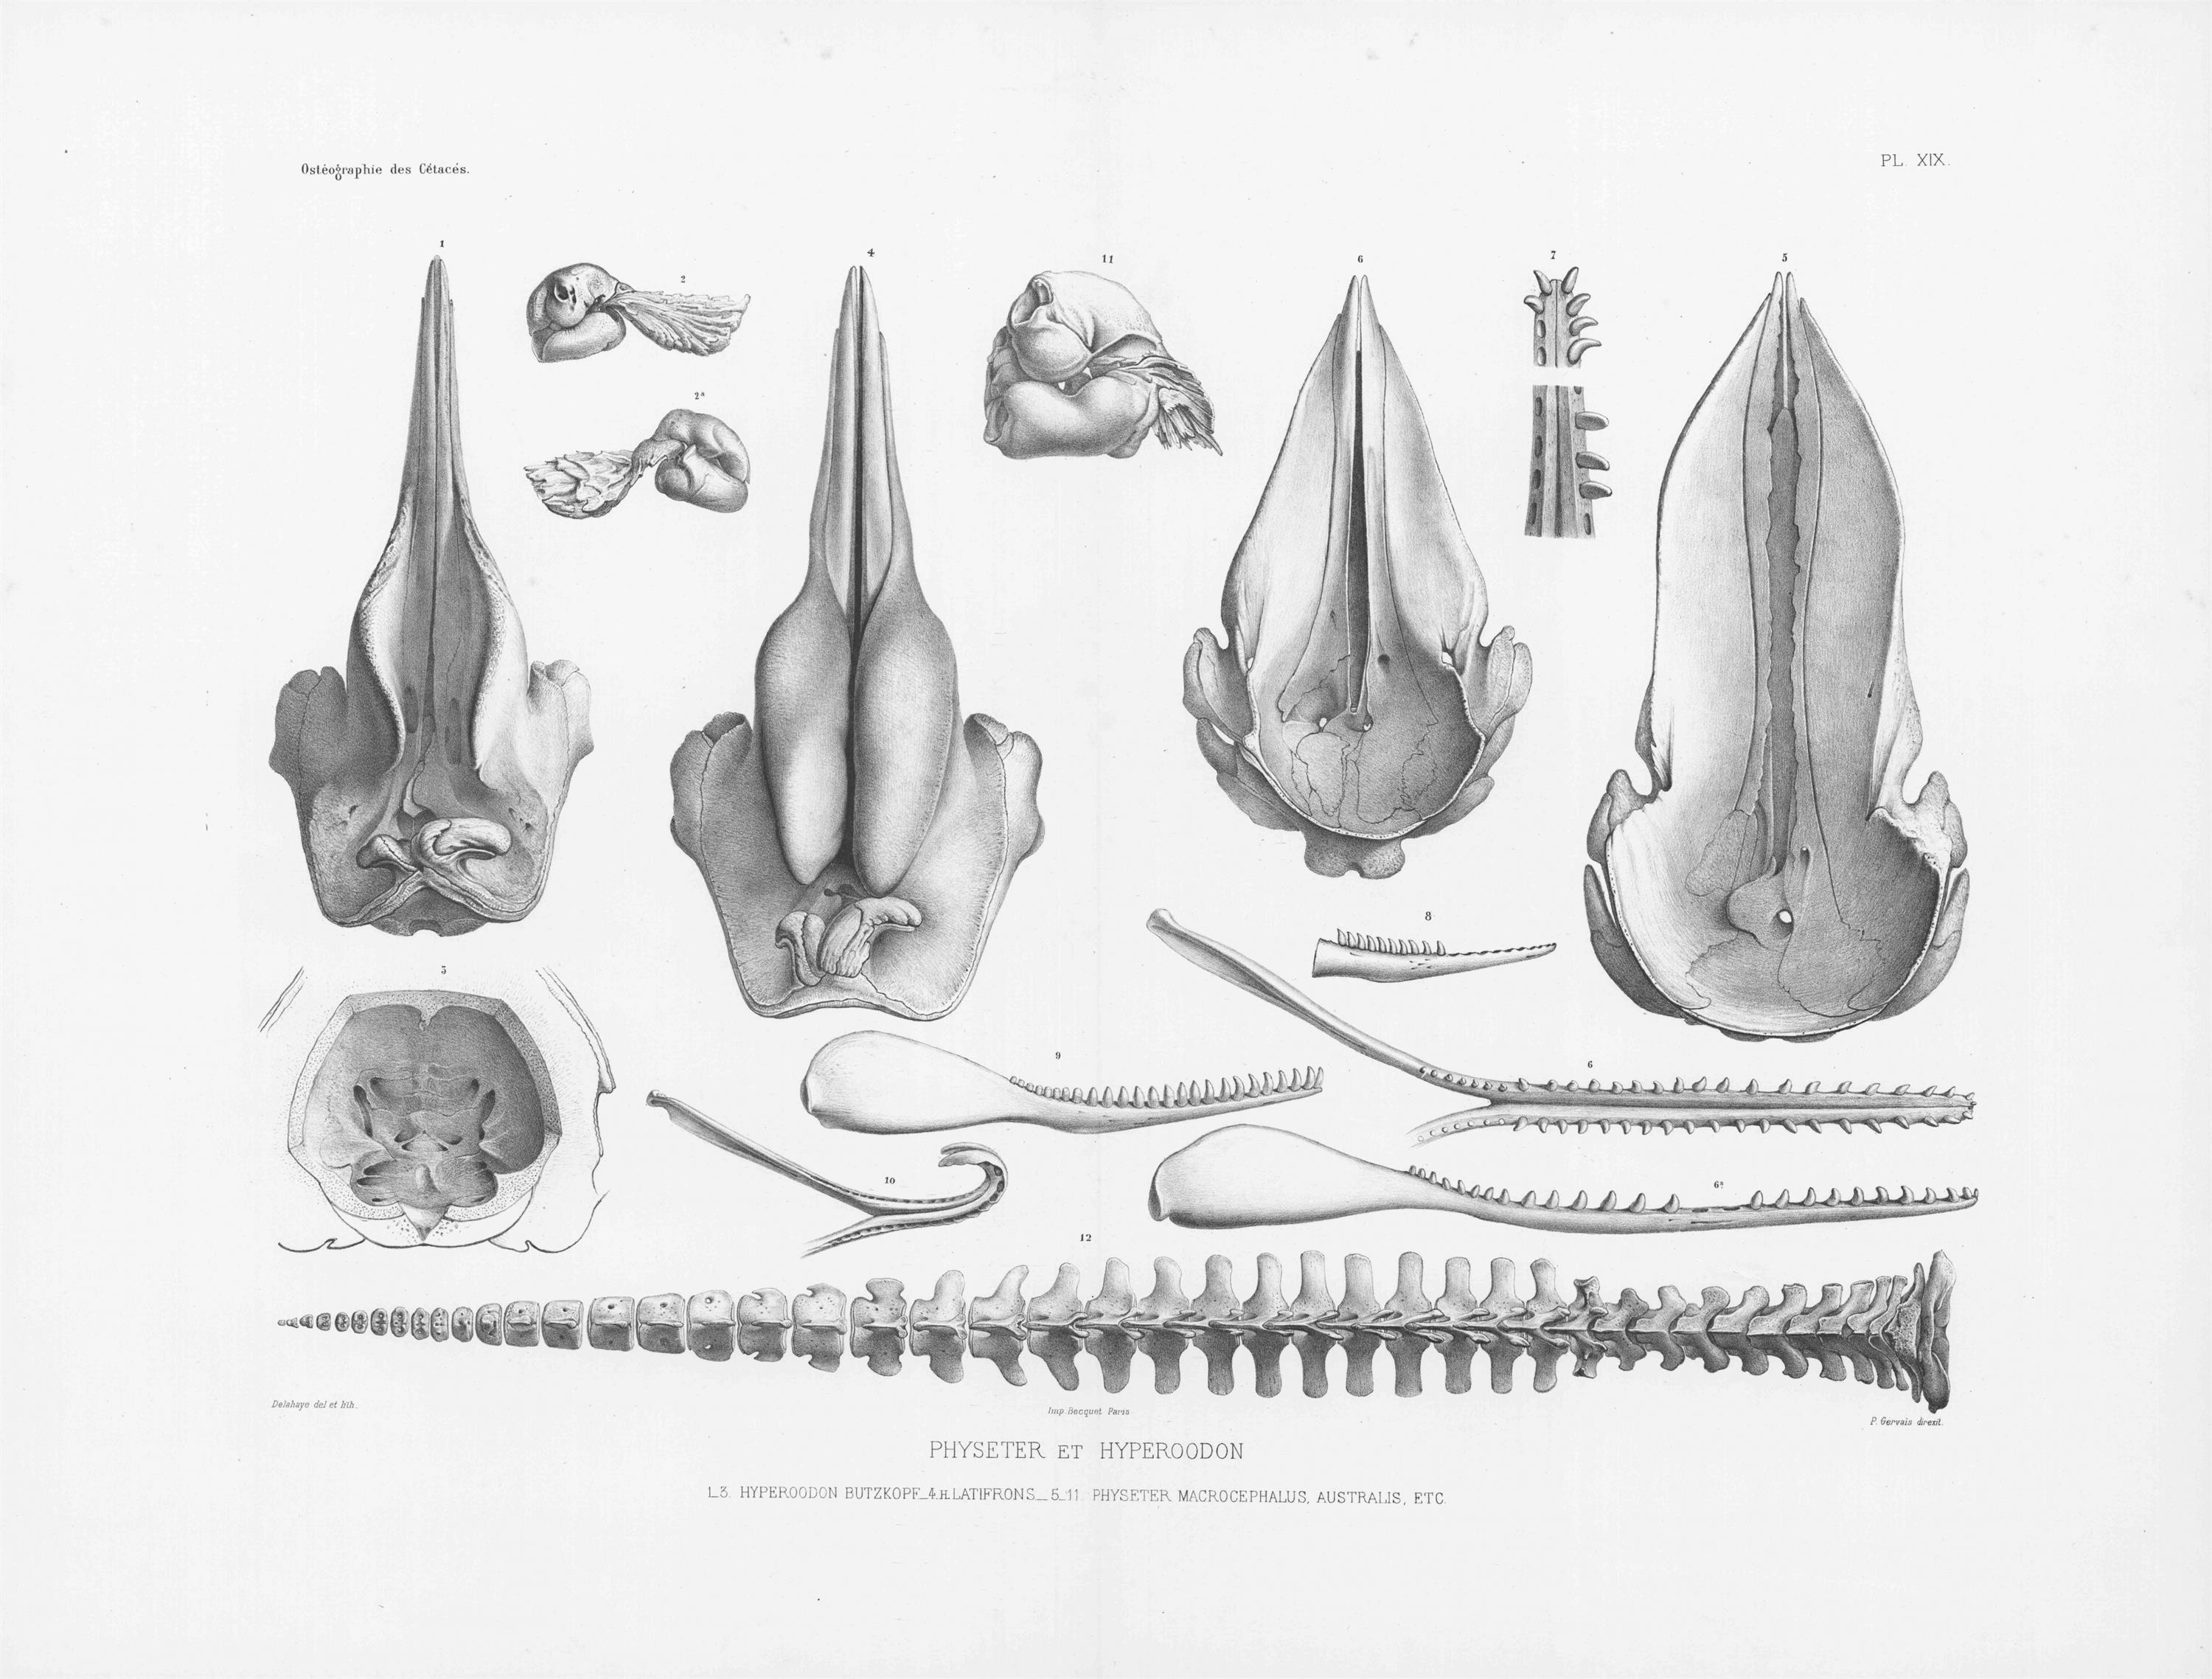 Ostéographie des Cétacés.
PL. XIX.
1
2
4
11
6
7
5
2ª
8
3
9
6
10
6ª
12
Delahaye del et lith.
Imp. Becquet Paris
P. Gervais direxit.
PHYSETER ET HYPEROODON
1_3. HYPEROODON BUTZKOPF_4.H.LATIFRONS__5_11. PHYSETER MACROCEPHALUS, AUSTRALIS, ETC.